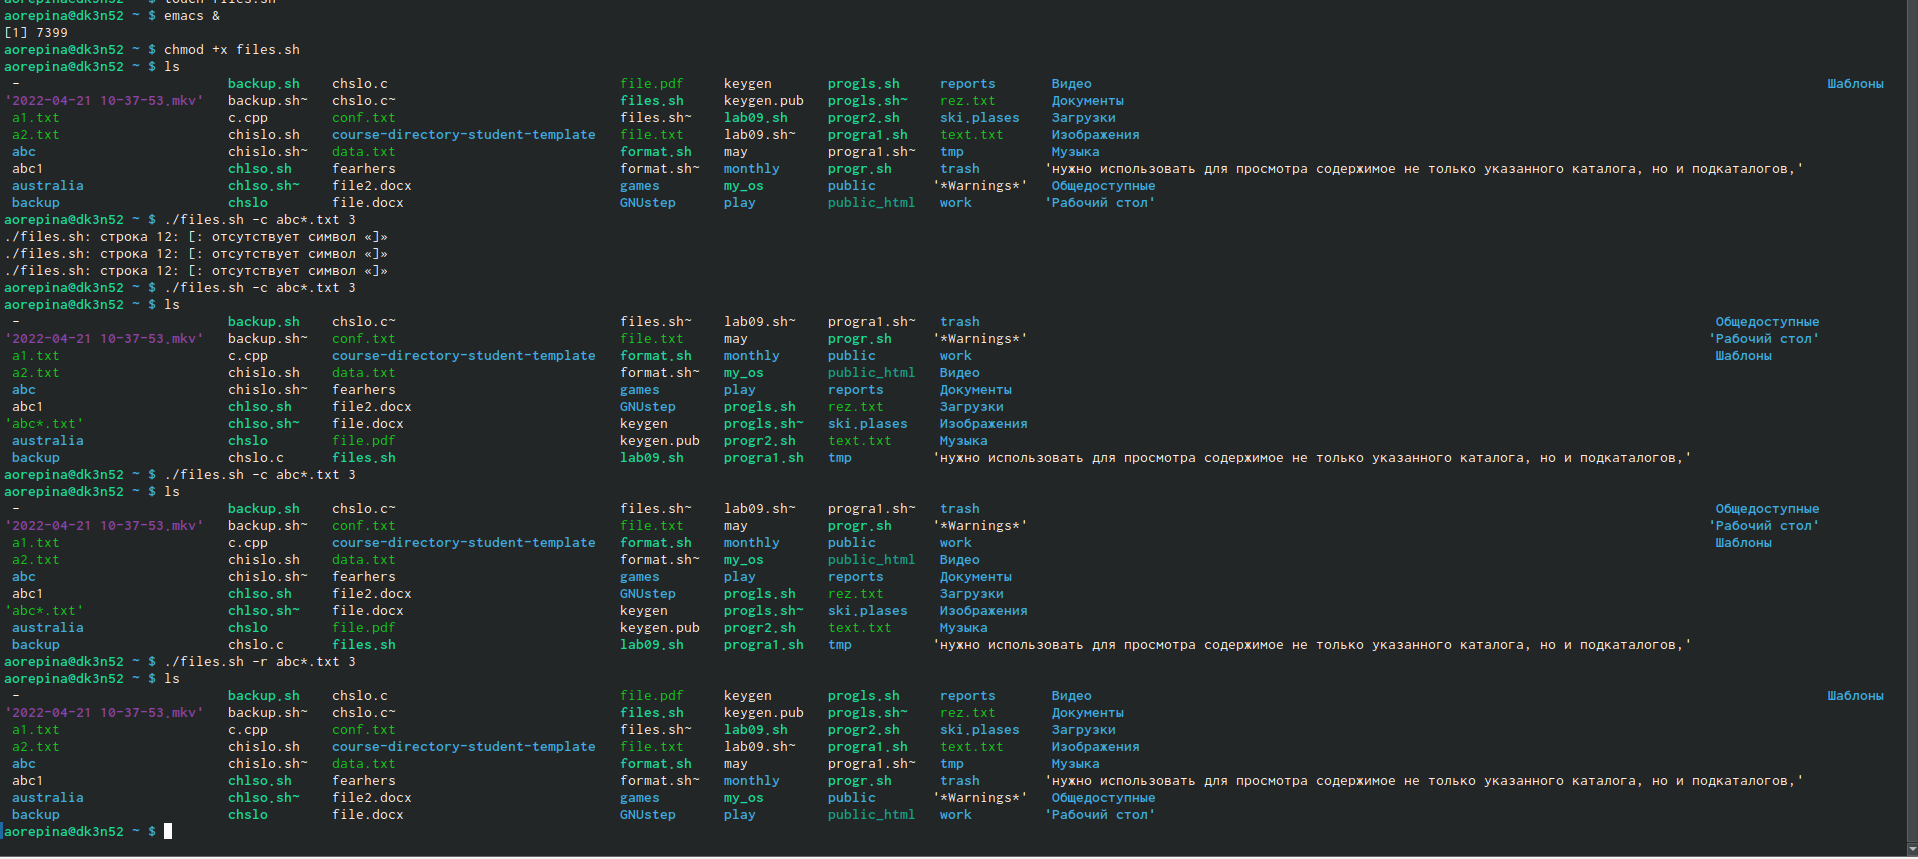 touch files.sh
aorepina@dk3n52 ~ $ emacs &
[1] 7399
aorepina@dk3n52 ~ $ chmod +x files.sh
aorepina@dk3n52 ~ $ ls
- backup.sh chslo.c file.pdf keygen progls.sh reports Видео Шаблоны
'2022-04-21 10-37-53.mkv' backup.sh~ chslo.c~ files.sh keygen.pub progls.sh~ rez.txt Документы
a1.txt c.cpp conf.txt files.sh~ lab09.sh progr2.sh ski.plases Загрузки
a2.txt chislo.sh course-directory-student-template file.txt lab09.sh~ progra1.sh text.txt Изображения
abc chislo.sh~ data.txt format.sh may progra1.sh~ tmp Музыка
abc1 chlso.sh fearhers format.sh~ monthly progr.sh trash 'нужно использовать для просмотра содержимое не только указанного каталога, но и подкаталогов,'
australia chlso.sh~ file2.docx games my_os public '*Warnings*' Общедоступные
backup chslo file.docx GNUstep play public_html work 'Рабочий стол'
aorepina@dk3n52 ~ $ ./files.sh -c abc*.txt 3
./files.sh: строка 12: [: отсутствует символ «]»
./files.sh: строка 12: [: отсутствует символ «]»
./files.sh: строка 12: [: отсутствует символ «]»
aorepina@dk3n52 ~ $ ./files.sh -c abc*.txt 3
aorepina@dk3n52 ~ $ ls
- backup.sh chslo.c~ files.sh~ lab09.sh~ progra1.sh~ trash Общедоступные
'2022-04-21 10-37-53.mkv' backup.sh~ conf.txt file.txt may progr.sh '*Warnings*' 'Рабочий стол'
a1.txt c.cpp course-directory-student-template format.sh monthly public work Шаблоны
a2.txt chislo.sh data.txt format.sh~ my_os public_html Видео
abc chislo.sh~ fearhers games play reports Документы
abc1 chlso.sh file2.docx GNUstep progls.sh rez.txt Загрузки
'abc*.txt' chlso.sh~ file.docx keygen progls.sh~ ski.plases Изображения
australia chslo file.pdf keygen.pub progr2.sh text.txt Музыка
backup chslo.c files.sh lab09.sh progra1.sh tmp 'нужно использовать для просмотра содержимое не только указанного каталога, но и подкаталогов,'
aorepina@dk3n52 ~ $ ./files.sh -c abc*.txt 3
aorepina@dk3n52 ~ $ ls
- backup.sh chslo.c~ files.sh~ lab09.sh~ progra1.sh~ trash Общедоступные
'2022-04-21 10-37-53.mkv' backup.sh~ conf.txt file.txt may progr.sh '*Warnings*' 'Рабочий стол'
a1.txt c.cpp course-directory-student-template format.sh monthly public work Шаблоны
a2.txt chislo.sh data.txt format.sh~ my_os public_html Видео
abc chislo.sh~ fearhers games play reports Документы
abc1 chlso.sh file2.docx GNUstep progls.sh rez.txt Загрузки
'abc*.txt' chlso.sh~ file.docx keygen progls.sh~ ski.plases Изображения
australia chslo file.pdf keygen.pub progr2.sh text.txt Музыка
backup chslo.c files.sh lab09.sh progra1.sh tmp 'нужно использовать для просмотра содержимое не только указанного каталога, но и подкаталогов,'
aorepina@dk3n52 ~ $ ./files.sh -r abc*.txt 3
aorepina@dk3n52 ~ $ ls
- backup.sh chslo.c file.pdf keygen progls.sh reports Видео Шаблоны
'2022-04-21 10-37-53.mkv' backup.sh~ chslo.c~ files.sh keygen.pub progls.sh~ rez.txt Документы
a1.txt c.cpp conf.txt files.sh~ lab09.sh progr2.sh ski.plases Загрузки
a2.txt chislo.sh course-directory-student-template file.txt lab09.sh~ progra1.sh text.txt Изображения
abc chislo.sh~ data.txt format.sh may progra1.sh~ tmp Музыка
abc1 chlso.sh fearhers format.sh~ monthly progr.sh trash 'нужно использовать для просмотра содержимое не только указанного каталога, но и подкаталогов,'
australia chlso.sh~ file2.docx games my_os public '*Warnings*' Общедоступные
backup chslo file.docx GNUstep play public_html work 'Рабочий стол'
aorepina@dk3n52 ~ $